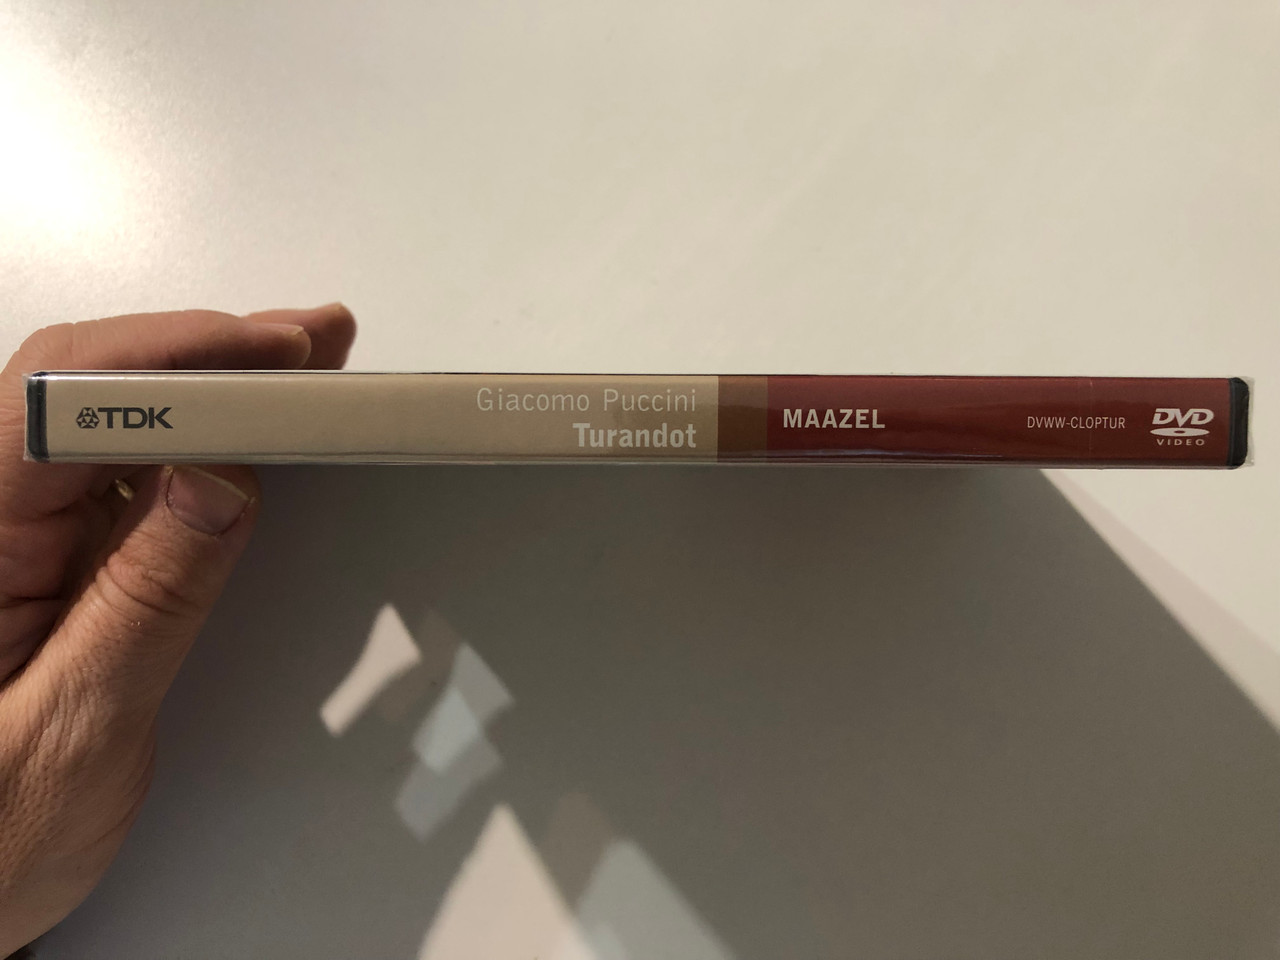 TDK
Giacomo Puccini
Turandot
MAAZEL
DVWW-CLOPTUR
DVD
VIDEO